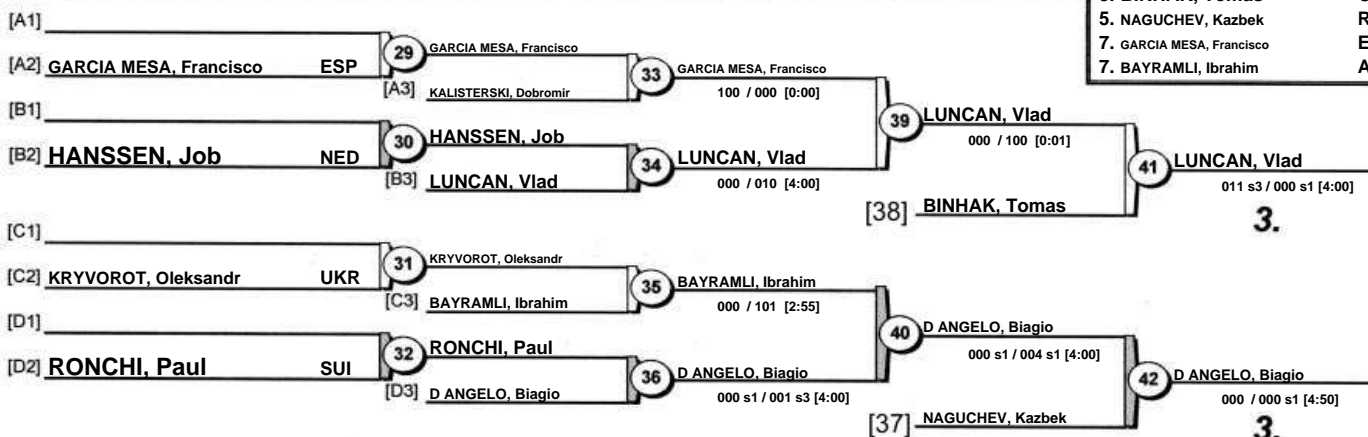 [A1]
[A2] GARCIA MESA, Francisco ESP
29
GARCIA MESA, Francisco
[A3] KALISTERSKI, Dobromir
33
GARCIA MESA, Francisco
100 / 000 [0:00]
[B1]
[B2] HANSSEN, Job NED
30
HANSSEN, Job
[B3] LUNCAN, Vlad
34
LUNCAN, Vlad
000 / 010 [4:00]
39
LUNCAN, Vlad
000 / 100 [0:01]
[38] BINHAK, Tomas
41
LUNCAN, Vlad
011 s3 / 000 s1 [4:00]
3.
[C1]
[C2] KRYVOROT, Oleksandr UKR
31
KRYVOROT, Oleksandr
[C3] BAYRAMLI, Ibrahim
35
BAYRAMLI, Ibrahim
000 / 101 [2:55]
[D1]
[D2] RONCHI, Paul SUI
32
RONCHI, Paul
[D3] D ANGELO, Biagio
36
D ANGELO, Biagio
000 s1 / 001 s3 [4:00]
40
D ANGELO, Biagio
000 s1 / 004 s1 [4:00]
[37] NAGUCHEV, Kazbek
42
D ANGELO, Biagio
000 / 000 s1 [4:50]
3.
BINHAK, Tomas
5. NAGUCHEV, Kazbek R
7. GARCIA MESA, Francisco E
7. BAYRAMLI, Ibrahim A